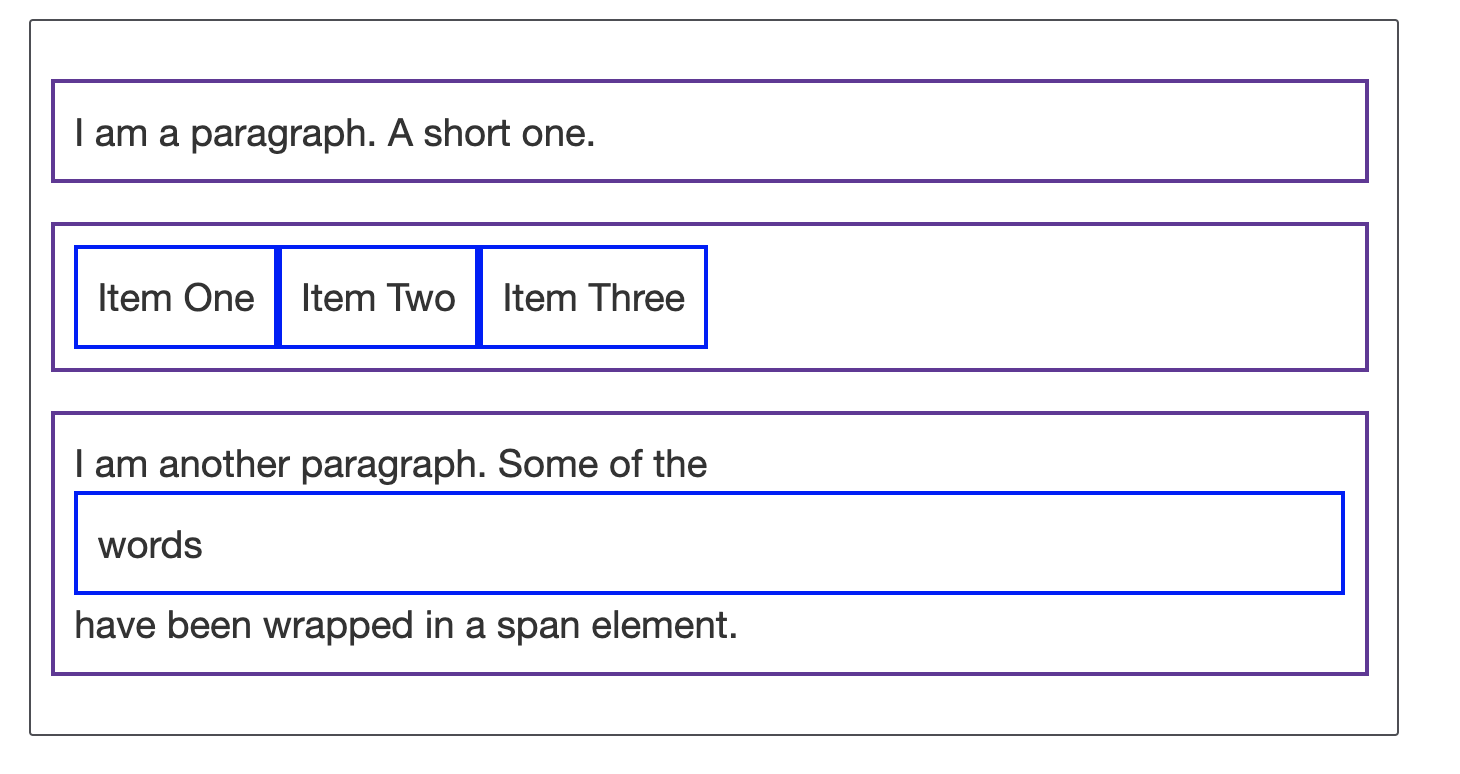 I am a paragraph. A short one.
Item One Item Two Item Three
I am another paragraph. Some of the
words
have been wrapped in a span element.